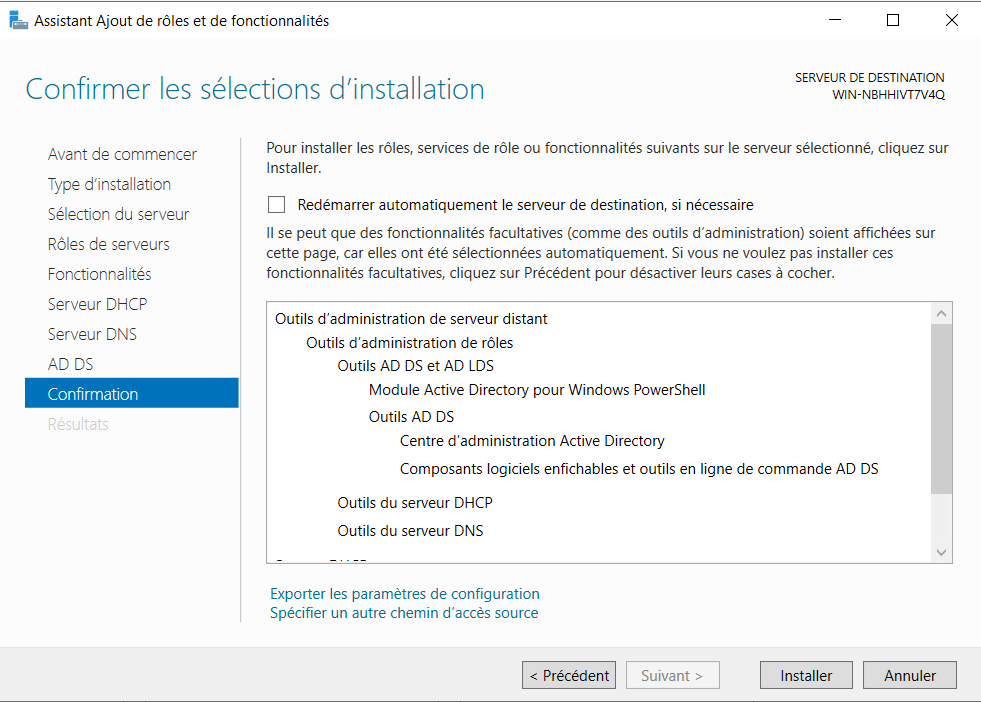 Assistant Ajout de rôles et de fonctionnalités
Confirmer les sélections d’installation
SERVEUR DE DESTINATION
WIN-NBHHIVT7V4Q
Avant de commencer
Type d’installation
Sélection du serveur
Rôles de serveurs
Fonctionnalités
Serveur DHCP
Serveur DNS
AD DS
Confirmation
Résultats
Pour installer les rôles, services de rôle ou fonctionnalités suivants sur le serveur sélectionné, cliquez sur
Installer.
Redémarrer automatiquement le serveur de destination, si nécessaire
Il se peut que des fonctionnalités facultatives (comme des outils d’administration) soient affichées sur
cette page, car elles ont été sélectionnées automatiquement. Si vous ne voulez pas installer ces
fonctionnalités facultatives, cliquez sur Précédent pour désactiver leurs cases à cocher.
Outils d’administration de serveur distant
Outils d’administration de rôles
Outils AD DS et AD LDS
Module Active Directory pour Windows PowerShell
Outils AD DS
Centre d’administration Active Directory
Composants logiciels enfichables et outils en ligne de commande AD DS
Outils du serveur DHCP
Outils du serveur DNS
Exporter les paramètres de configuration
Spécifier un autre chemin d’accès source
< Précédent
Suivant >
Installer
Annuler